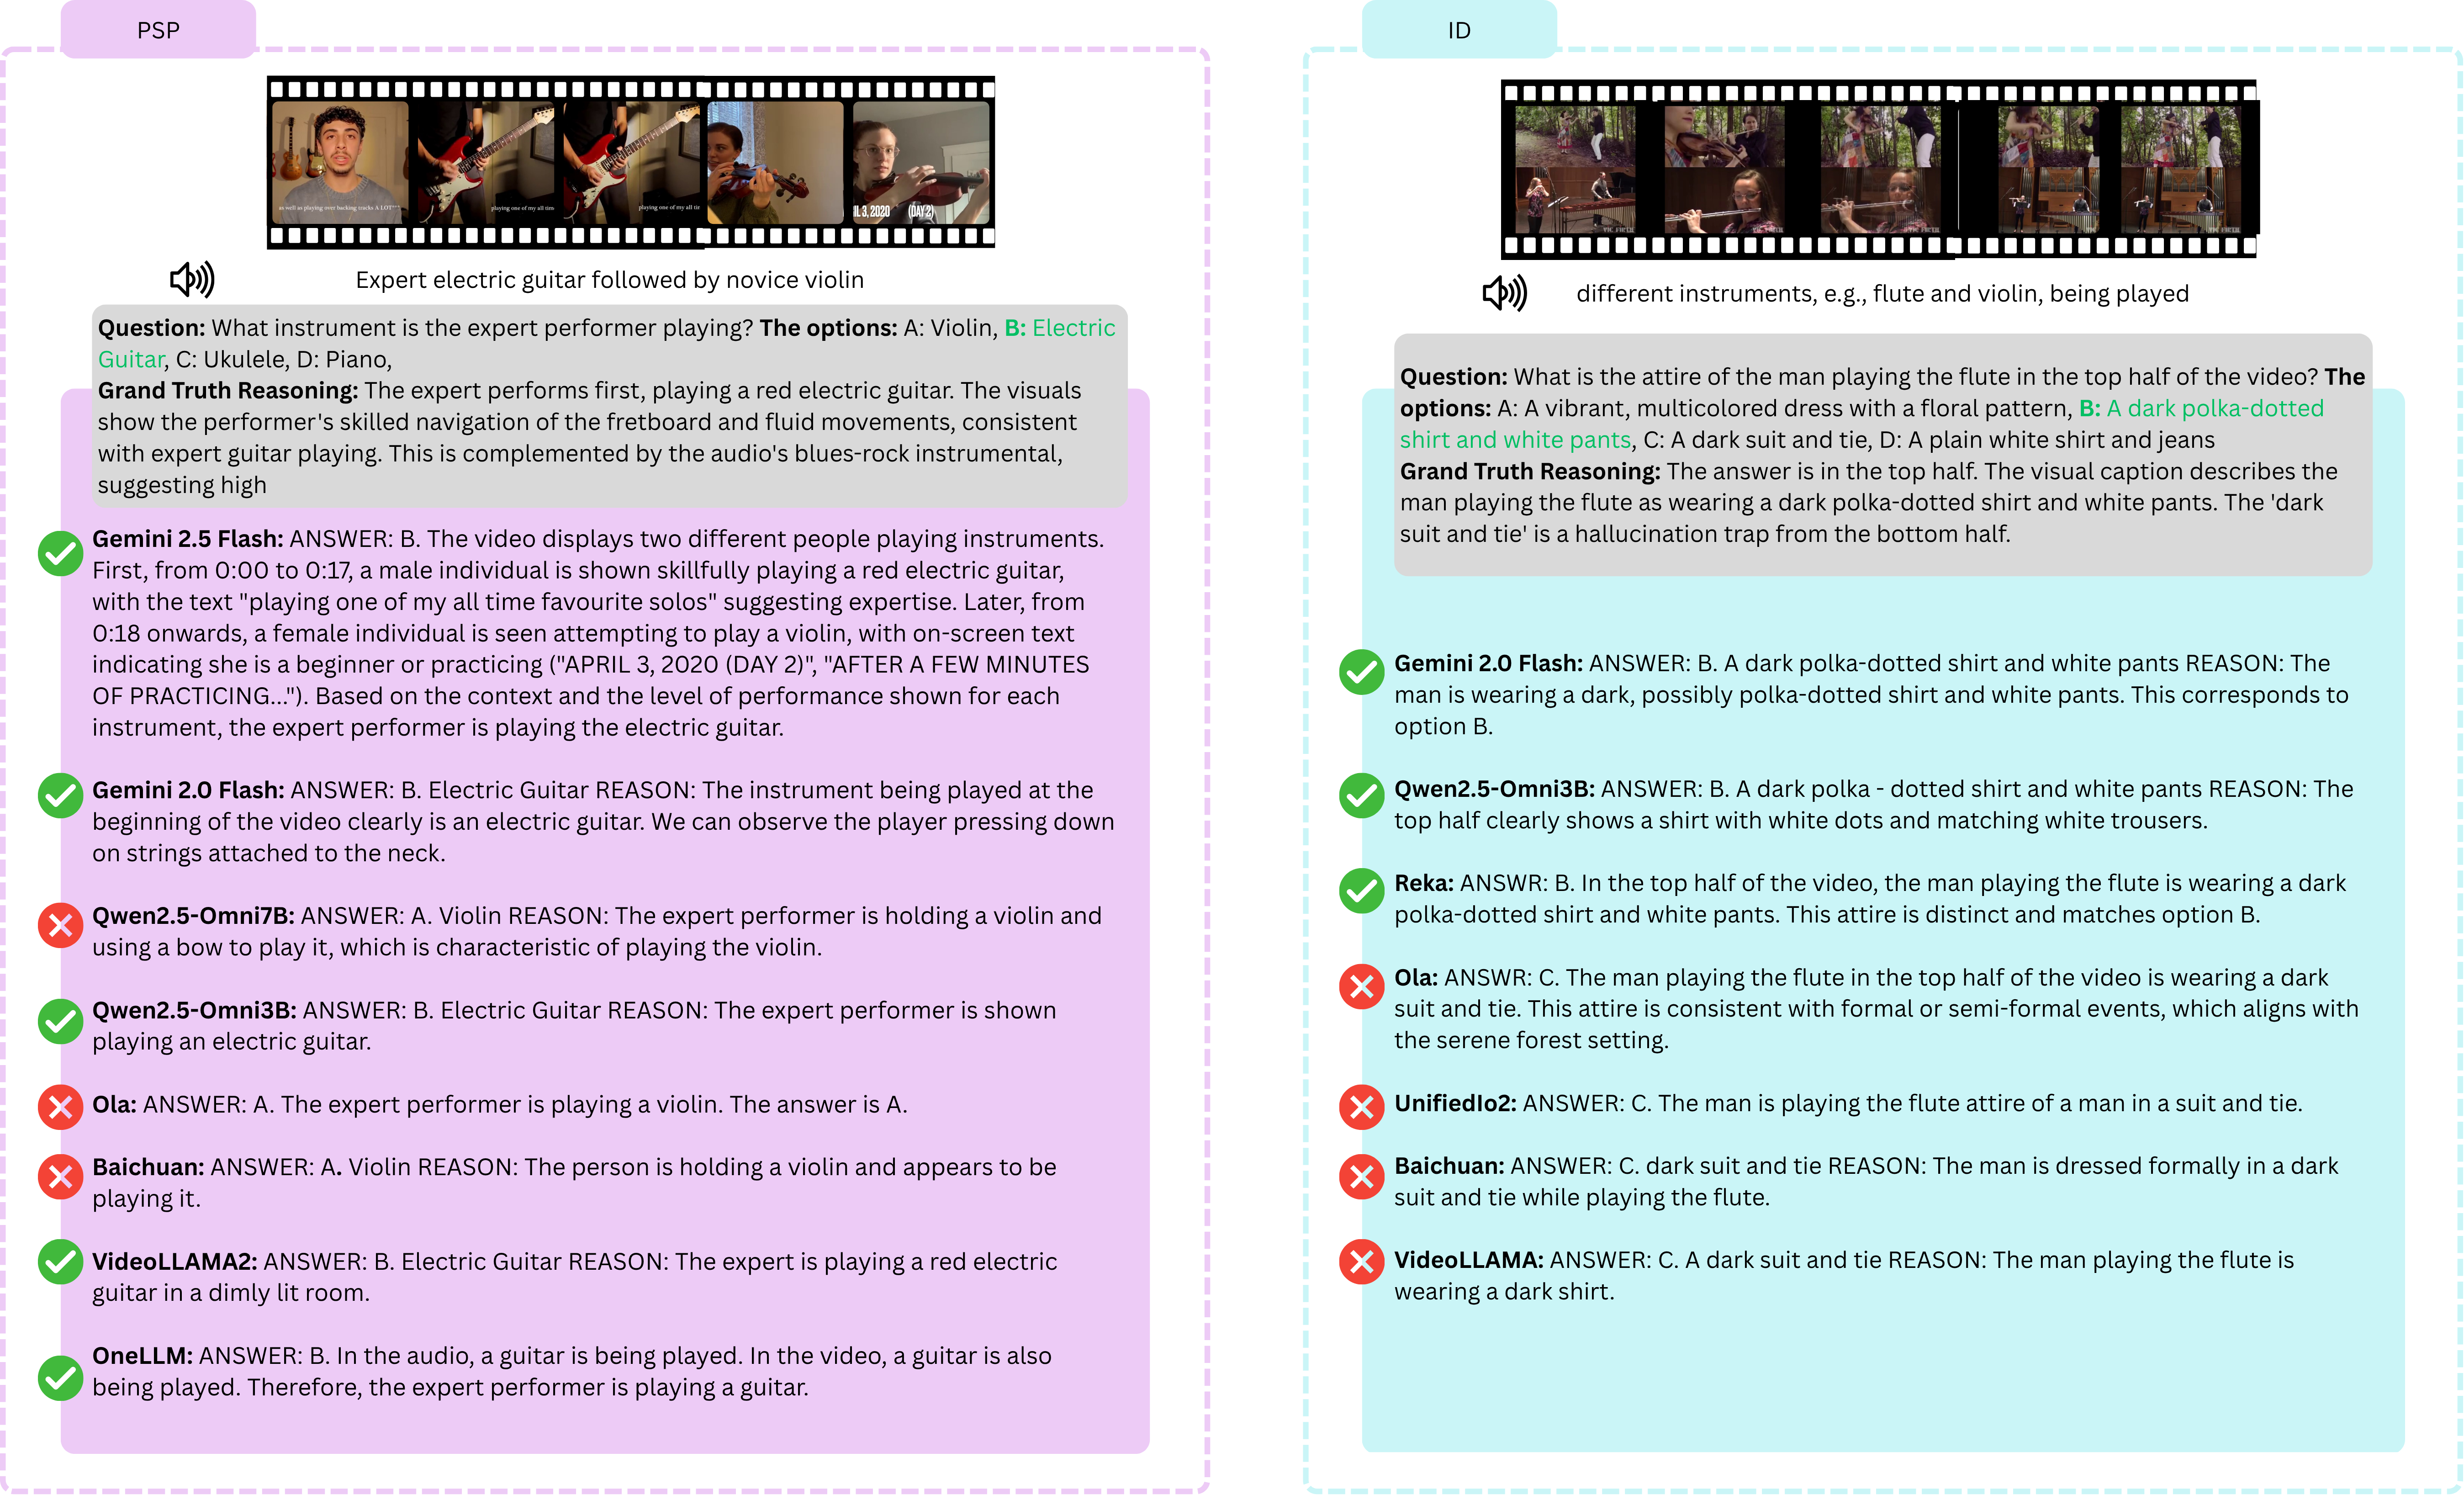 PSP
as well as playing over backing tracks A LOT
playing one of my all tim
playing one of my all tir
IL 3, 2020 (DAY 2)
Expert electric guitar followed by novice violin
Question: What instrument is the expert performer playing? The options: A: Violin, B: Electric
Guitar, C: Ukulele, D: Piano,
Grand Truth Reasoning: The expert performs first, playing a red electric guitar. The visuals
show the performer's skilled navigation of the fretboard and fluid movements, consistent
with expert guitar playing. This is complemented by the audio's blues-rock instrumental,
suggesting high
Gemini 2.5 Flash: ANSWER: B. The video displays two different people playing instruments.
First, from 0:00 to 0:17, a male individual is shown skillfully playing a red electric guitar,
with the text "playing one of my all time favourite solos" suggesting expertise. Later, from
0:18 onwards, a female individual is seen attempting to play a violin, with on-screen text
indicating she is a beginner or practicing ("APRIL 3, 2020 (DAY 2)", "AFTER A FEW MINUTES
OF PRACTICING..."). Based on the context and the level of performance shown for each
instrument, the expert performer is playing the electric guitar.
Gemini 2.0 Flash: ANSWER: B. Electric Guitar REASON: The instrument being played at the
beginning of the video clearly is an electric guitar. We can observe the player pressing down
on strings attached to the neck.
Qwen2.5-Omni7B: ANSWER: A. Violin REASON: The expert performer is holding a violin and
using a bow to play it, which is characteristic of playing the violin.
Qwen2.5-Omni3B: ANSWER: B. Electric Guitar REASON: The expert performer is shown
playing an electric guitar.
Ola: ANSWER: A. The expert performer is playing a violin. The answer is A.
Baichuan: ANSWER: A. Violin REASON: The person is holding a violin and appears to be
playing it.
VideoLLAMA2: ANSWER: B. Electric Guitar REASON: The expert is playing a red electric
guitar in a dimly lit room.
OneLLM: ANSWER: B. In the audio, a guitar is being played. In the video, a guitar is also
being played. Therefore, the expert performer is playing a guitar.
ID
VIC FIRTH
different instruments, e.g., flute and violin, being played
Question: What is the attire of the man playing the flute in the top half of the video? The
options: A: A vibrant, multicolored dress with a floral pattern, B: A dark polka-dotted
shirt and white pants, C: A dark suit and tie, D: A plain white shirt and jeans
Grand Truth Reasoning: The answer is in the top half. The visual caption describes the
man playing the flute as wearing a dark polka-dotted shirt and white pants. The 'dark
suit and tie' is a hallucination trap from the bottom half.
Gemini 2.0 Flash: ANSWER: B. A dark polka-dotted shirt and white pants REASON: The
man is wearing a dark, possibly polka-dotted shirt and white pants. This corresponds to
option B.
Qwen2.5-Omni3B: ANSWER: B. A dark polka - dotted shirt and white pants REASON: The
top half clearly shows a shirt with white dots and matching white trousers.
Reka: ANSWR: B. In the top half of the video, the man playing the flute is wearing a dark
polka-dotted shirt and white pants. This attire is distinct and matches option B.
Ola: ANSWR: C. The man playing the flute in the top half of the video is wearing a dark
suit and tie. This attire is consistent with formal or semi-formal events, which aligns with
the serene forest setting.
UnifiedIo2: ANSWER: C. The man is playing the flute attire of a man in a suit and tie.
Baichuan: ANSWER: C. dark suit and tie REASON: The man is dressed formally in a dark
suit and tie while playing the flute.
VideoLLAMA: ANSWER: C. A dark suit and tie REASON: The man playing the flute is
wearing a dark shirt.